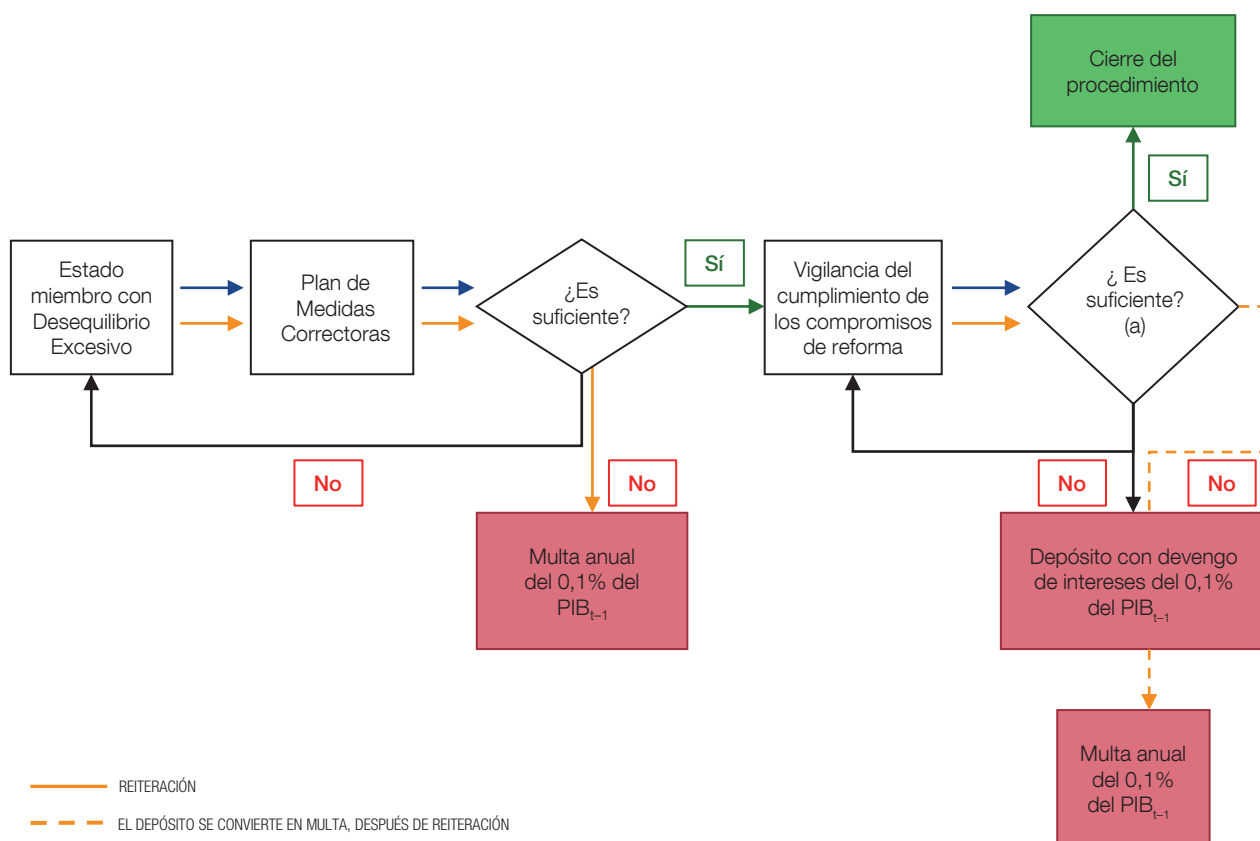 Cierre del
procedimiento
Sí
Estado
miembro con
Desequilibrio
Excesivo
Plan de
Medidas
Correctoras
¿Es
suficiente?
Sí
Vigilancia del
cumplimiento de
los compromisos
de reforma
¿ Es
suficiente?
(a)
No
No
No
No
Multa anual
del 0,1% del
PIBt–1
Depósito con devengo
de intereses del 0,1%
del PIBt–1
Multa anual
del 0,1%
del PIBt–1
REITERACIÓN
EL DEPÓSITO SE CONVIERTE EN MULTA, DESPUÉS DE REITERACIÓN